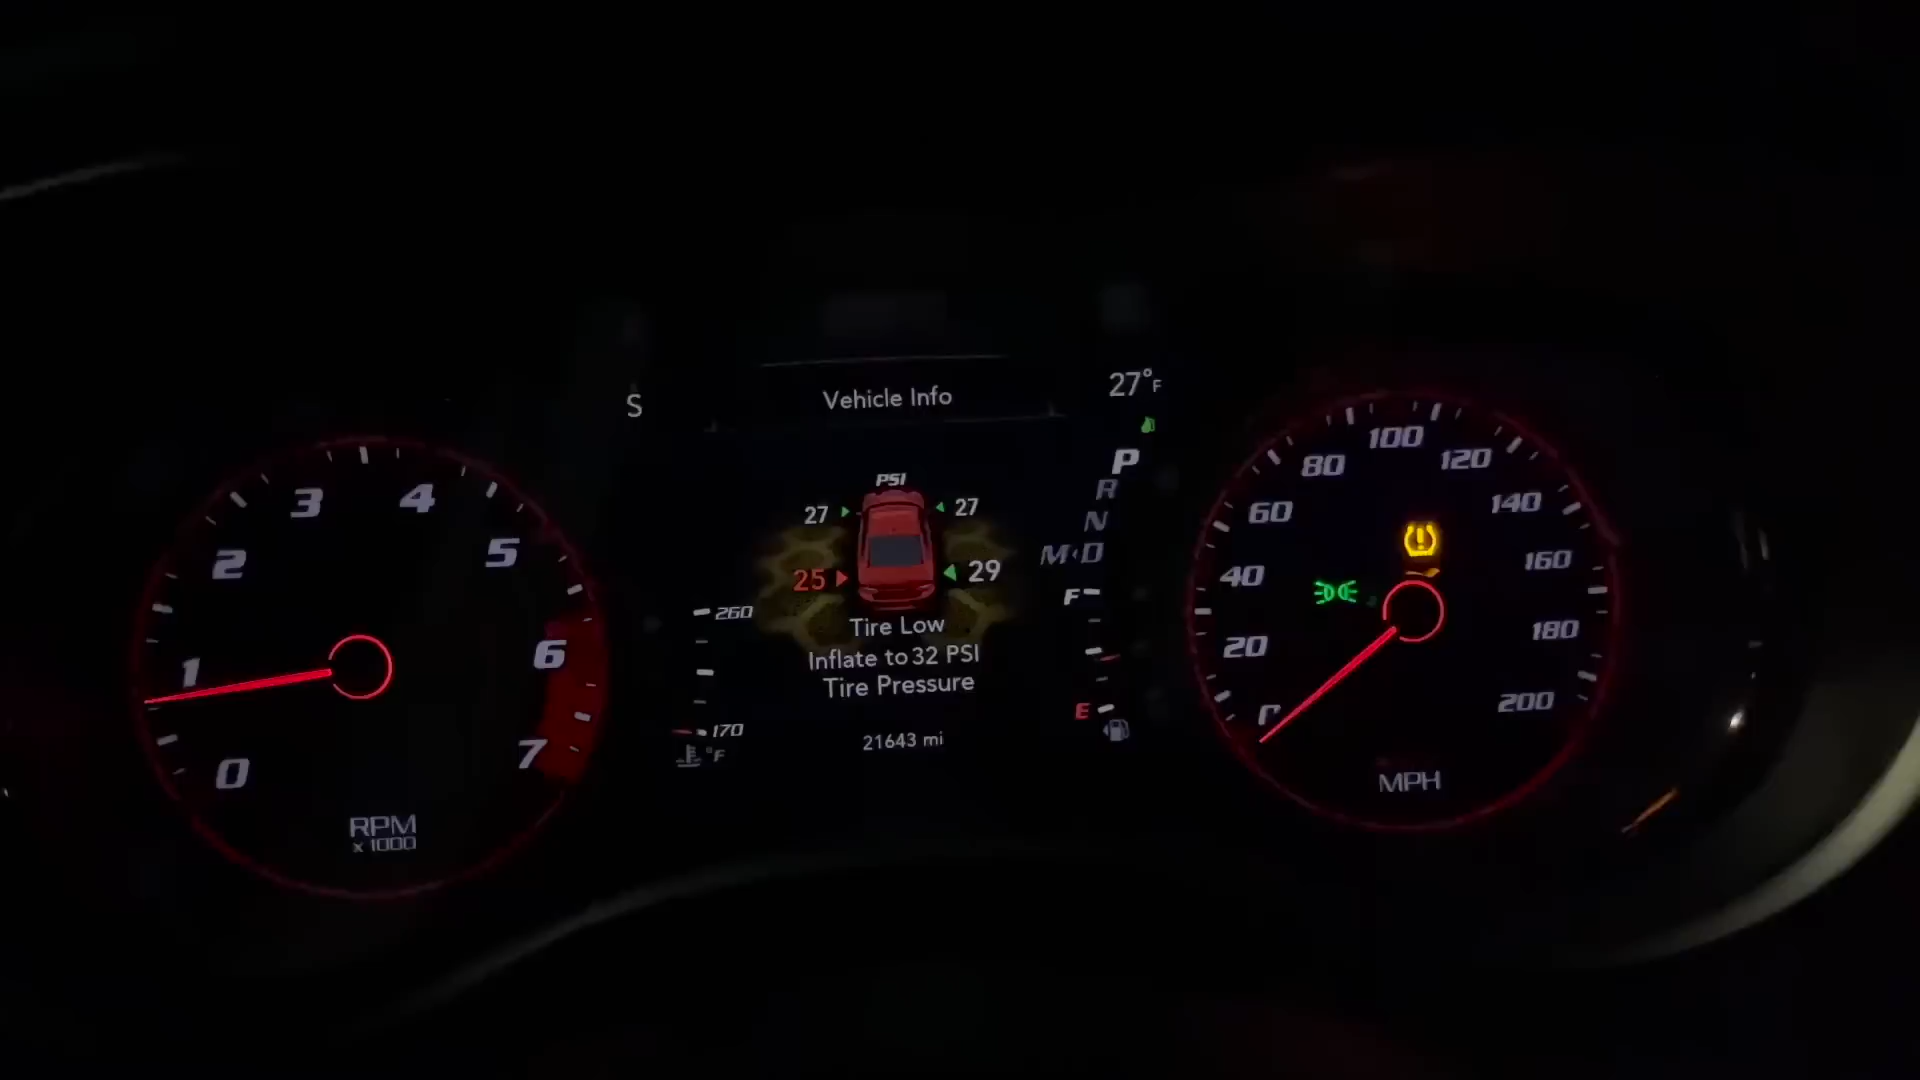 S
Vehicle Info
27°F
PSI
27
27
25
29
Tire Low
Inflate to 32 PSI
Tire Pressure
21643 mi
260
170
°F
P
R
N
M‹D
F
E
0
1
2
3
4
5
6
7
RPM
x 1000
20
40
60
80
100
120
140
160
180
200
MPH